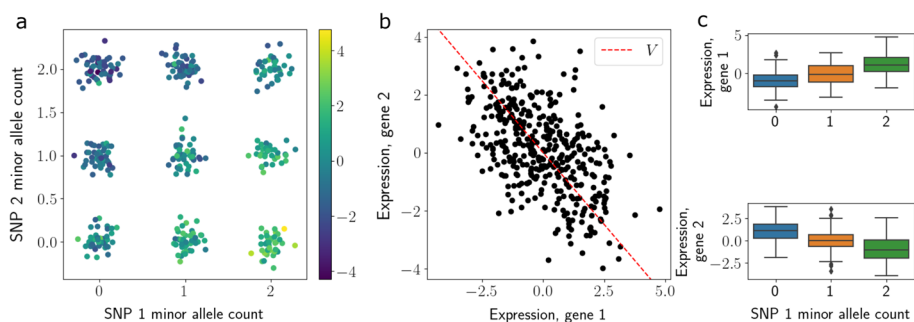 a
SNP 2 minor allele count
2.0
1.5
1.0
0.5
0.0
0
1
2
SNP 1 minor allele count
4
2
0
−2
−4
b
Expression, gene 2
4
2
0
−2
−4
−2.5
0.0
2.5
5.0
Expression, gene 1
V
c
Expression,
gene 1
5
0
0
1
2
Expression,
gene 2
2.5
0.0
−2.5
0
1
2
SNP 1 minor allele count